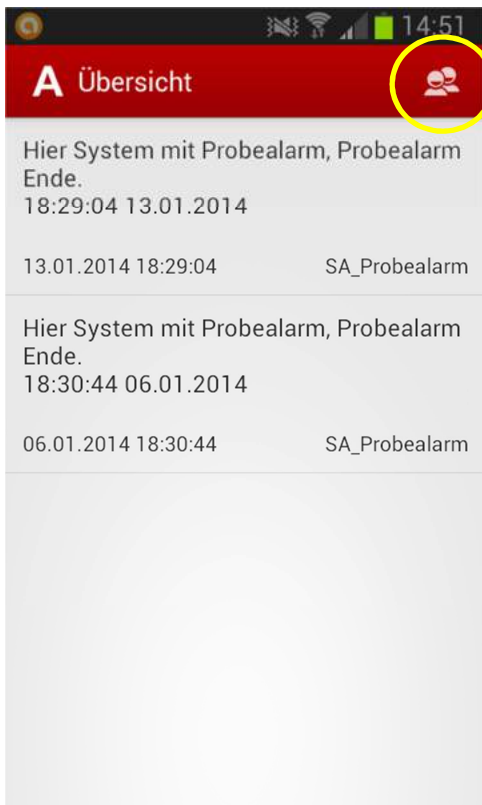 14:51
A Übersicht
Hier System mit Probealarm, Probealarm
Ende.
18:29:04 13.01.2014
13.01.2014 18:29:04 SA_Probealarm
Hier System mit Probealarm, Probealarm
Ende.
18:30:44 06.01.2014
06.01.2014 18:30:44 SA_Probealarm